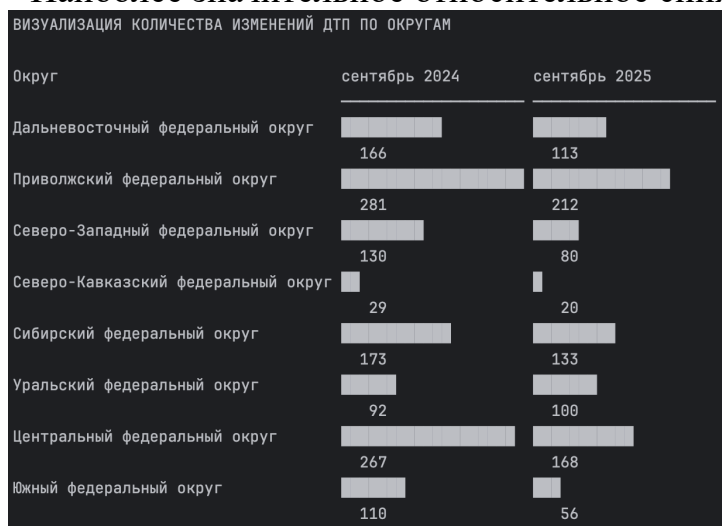 ВИЗУАЛИЗАЦИЯ КОЛИЧЕСТВА ИЗМЕНЕНИЙ ДТП ПО ОКРУГАМ
Округ сентябрь 2024 сентябрь 2025
Дальневосточный федеральный округ
166 113
Приволжский федеральный округ
281 212
Северо-Западный федеральный округ
130 80
Северо-Кавказский федеральный округ
29 20
Сибирский федеральный округ
173 133
Уральский федеральный округ
92 100
Центральный федеральный округ
267 168
Южный федеральный округ
110 56